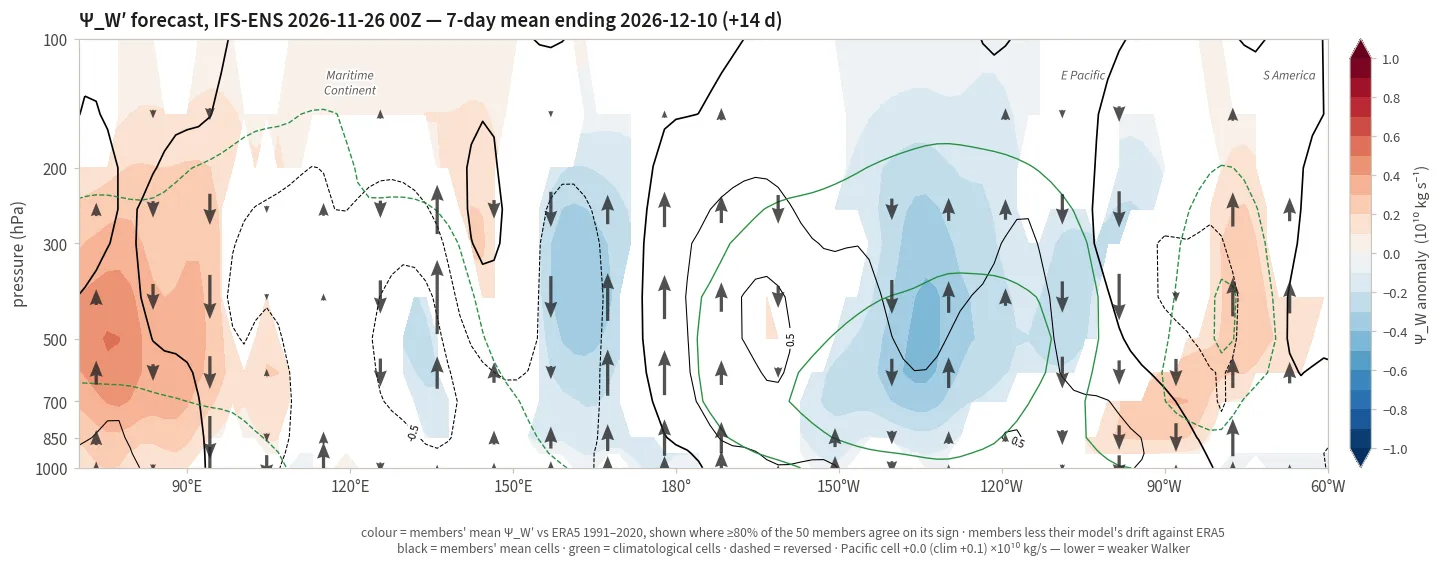 Ψ_W′ forecast, IFS-ENS 2026-11-26 00Z — 7-day mean ending 2026-12-10 (+14 d)
100
200
300
400
500
700
850
1000
pressure (hPa)
Maritime
Continent
E Pacific
S America
-0.5
0.5
0.5
90°E
120°E
150°E
180°
150°W
120°W
90°W
60°W
1.0
0.8
0.6
0.4
0.2
0.0
−0.2
−0.4
−0.6
−0.8
−1.0
Ψ_W anomaly (10¹⁰ kg s⁻¹)
colour = members' mean Ψ_W′ vs ERA5 1991–2020, shown where ≥80% of the 50 members agree on its sign · members less their model's drift against ERA5
black = members' mean cells · green = climatological cells · dashed = reversed · Pacific cell +0.0 (clim +0.1) ×10¹⁰ kg/s — lower = weaker Walker